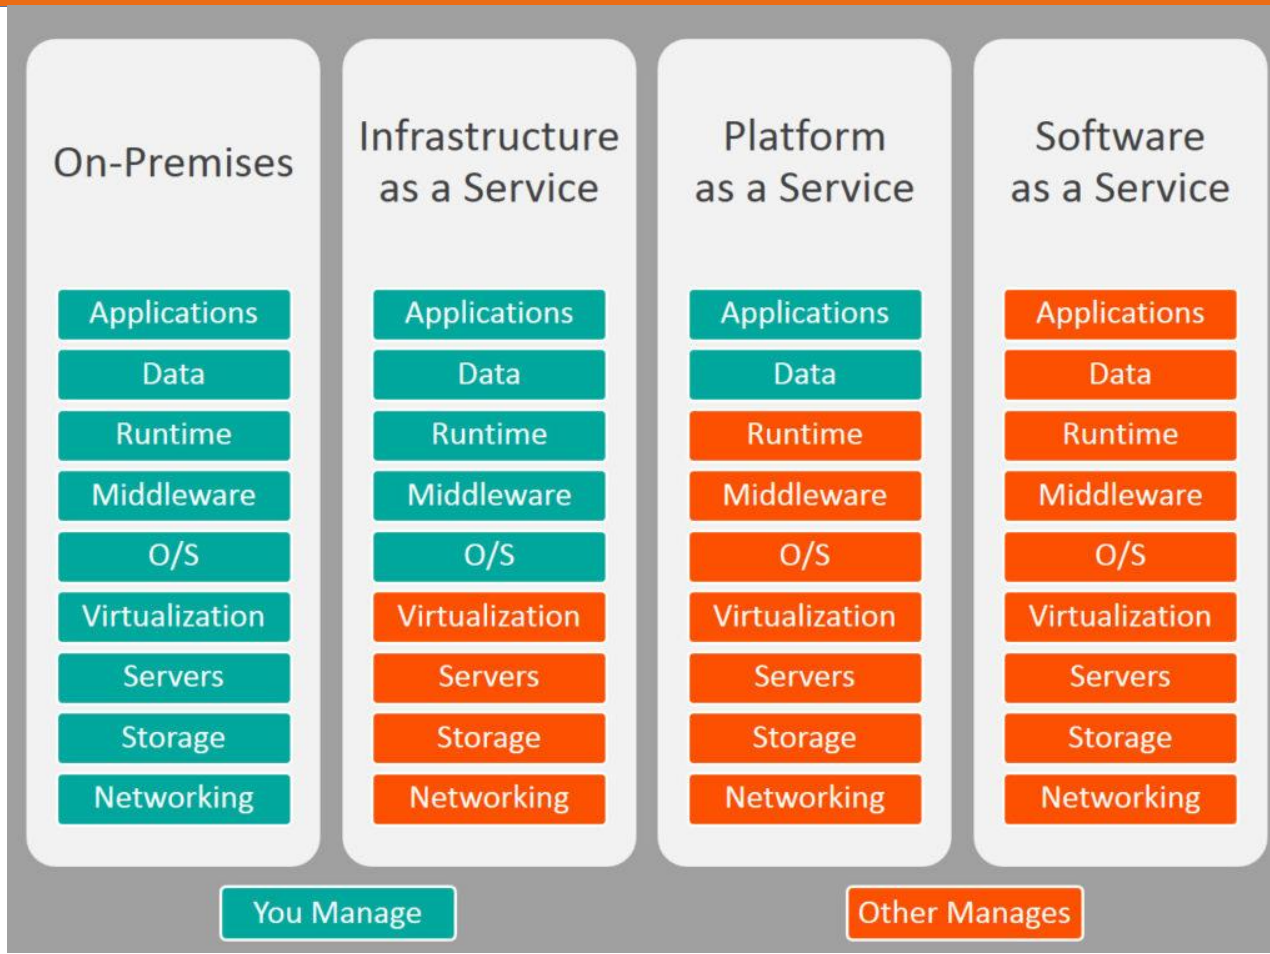 On-Premises
Applications
Data
Runtime
Middleware
O/S
Virtualization
Servers
Storage
Networking
Infrastructure
as a Service
Applications
Data
Runtime
Middleware
O/S
Virtualization
Servers
Storage
Networking
Platform
as a Service
Applications
Data
Runtime
Middleware
O/S
Virtualization
Servers
Storage
Networking
Software
as a Service
Applications
Data
Runtime
Middleware
O/S
Virtualization
Servers
Storage
Networking
You Manage
Other Manages